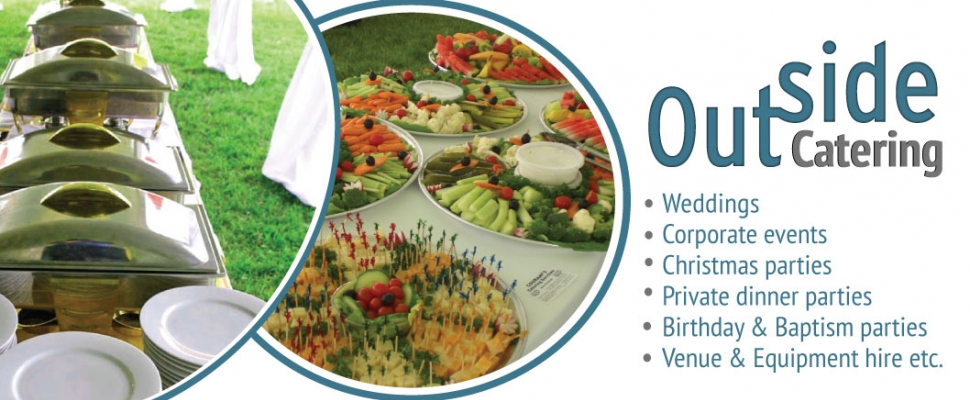 Outside
Catering
• Weddings
• Corporate events
• Christmas parties
• Private dinner parties
• Birthday & Baptism parties
• Venue & Equipment hire etc.